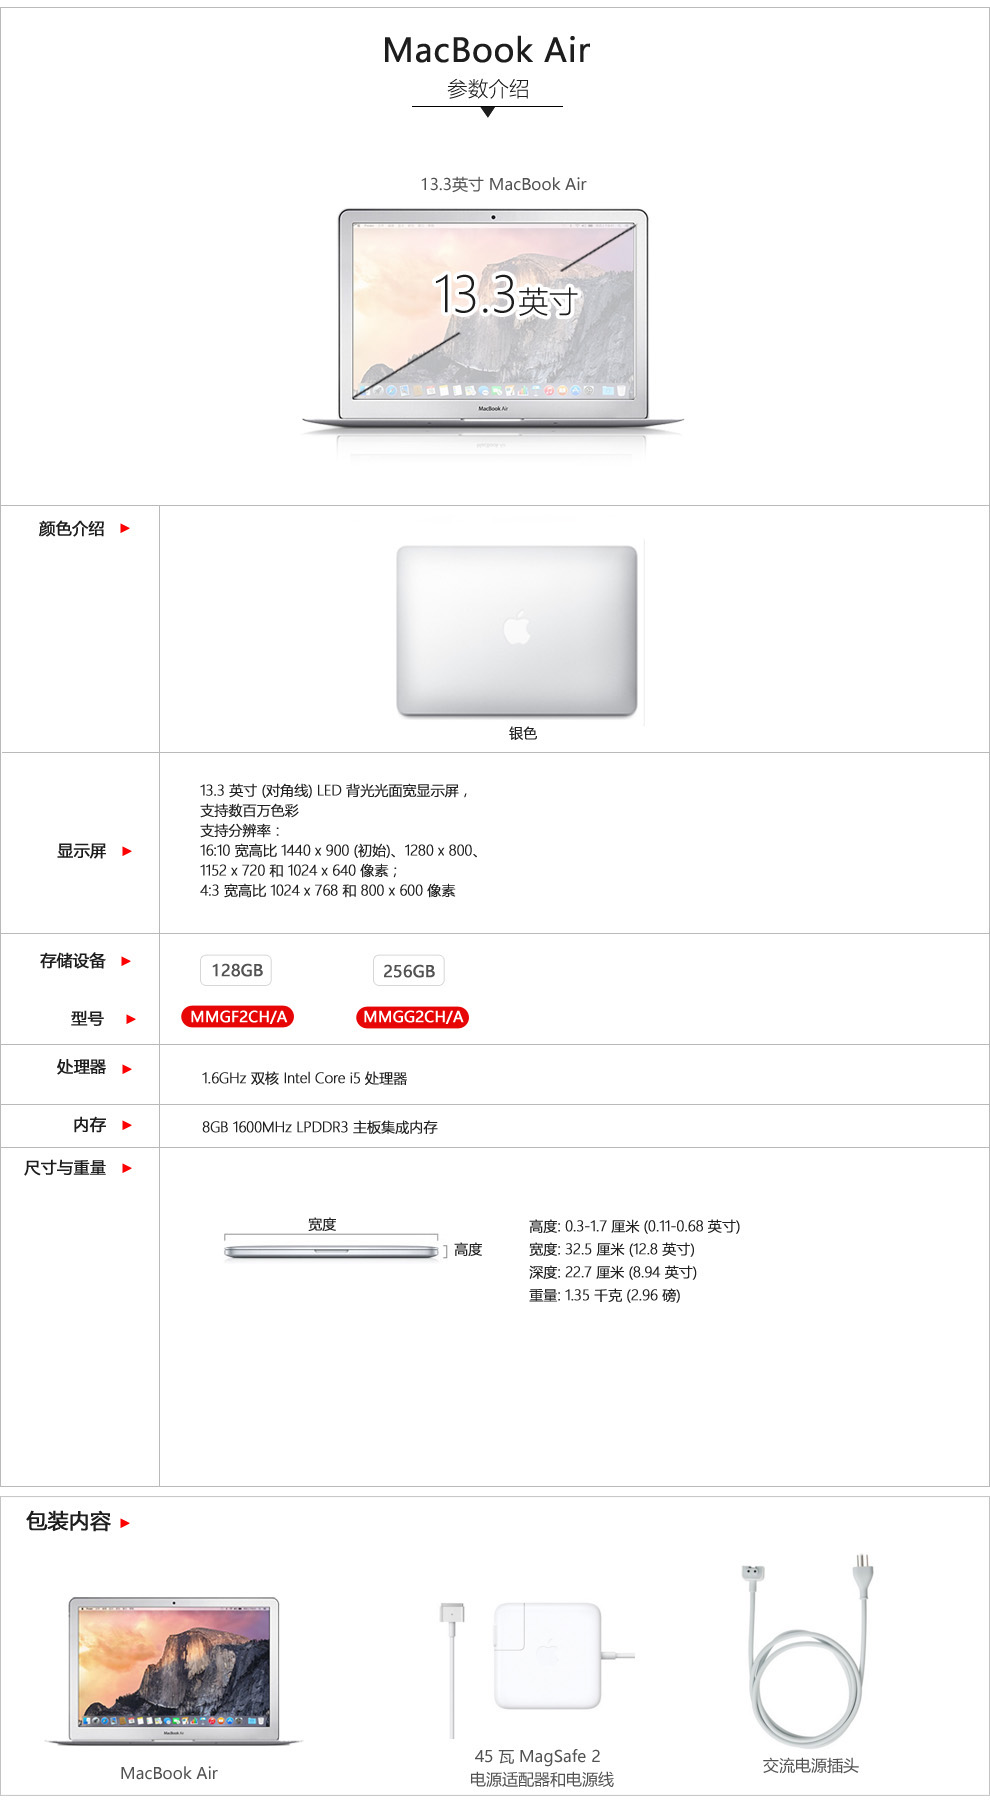 MacBook Air
参数介绍
13.3英寸 MacBook Air
13.3英寸
MacBook Air
颜色介绍
银色
显示屏
13.3 英寸 (对角线) LED 背光光面宽显示屏，
支持数百万色彩
支持分辨率：
16:10 宽高比 1440 x 900 (初始)、1280 x 800、
1152 x 720 和 1024 x 640 像素；
4:3 宽高比 1024 x 768 和 800 x 600 像素
存储设备
128GB 256GB
型号
MMGF2CH/A MMGG2CH/A
处理器
1.6GHz 双核 Intel Core i5 处理器
内存
8GB 1600MHz LPDDR3 主板集成内存
尺寸与重量
宽度
高度
高度: 0.3-1.7 厘米 (0.11-0.68 英寸)
宽度: 32.5 厘米 (12.8 英寸)
深度: 22.7 厘米 (8.94 英寸)
重量: 1.35 千克 (2.96 磅)
包装内容
MacBook Air
MacBook Air
45 瓦 MagSafe 2
电源适配器和电源线
交流电源插头